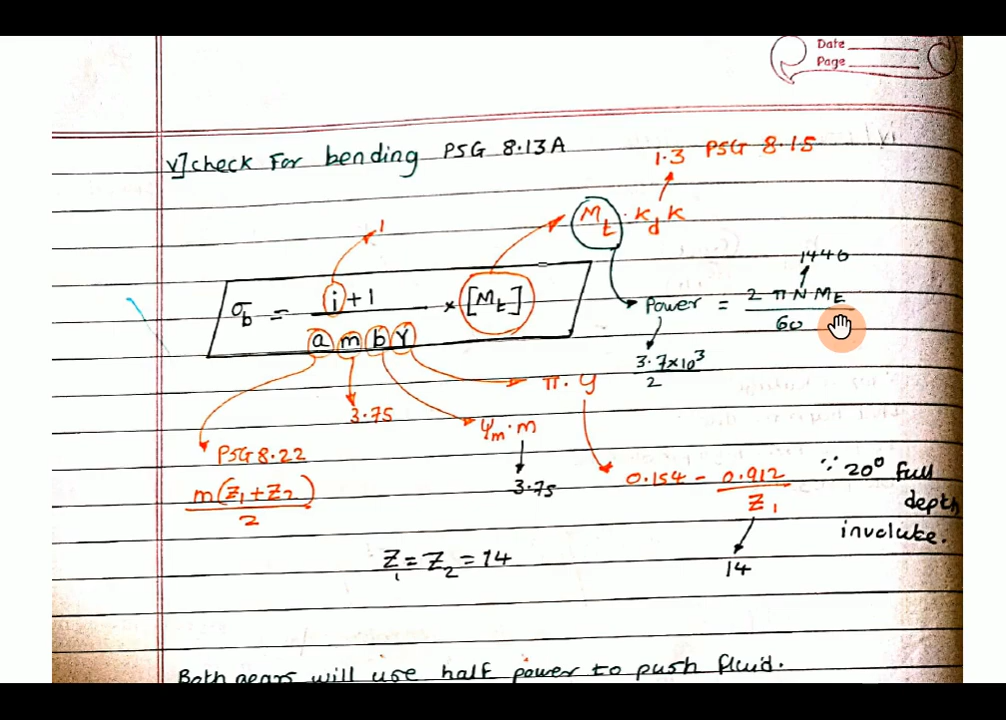 Date
Page
v] check For bending PSG 8.13A
1.3 PSG 8.15
Mt · kd k
1
1440
σb = i + 1 / a m b Y × [Mt]
Power = 2 π N Mt / 60
3.7×10³ / 2
π · y
3.75
ψm · m
PSG 8.22
m(Z1 + Z2) / 2
3.75
0.154 - 0.912 / Z1 ∵ 20° full
depth
involute.
Z1 = Z2 = 14
14
Both gears will use half power to push fluid.